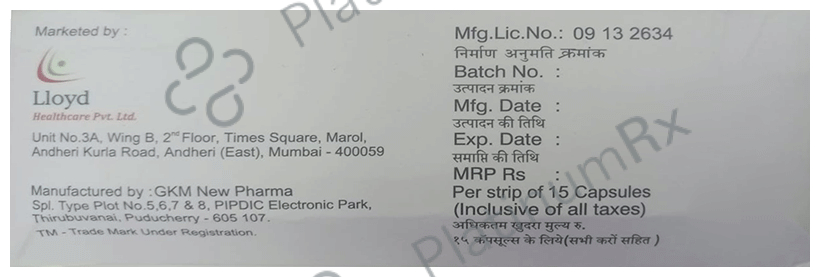 Marketed by :
Lloyd
Healthcare Pvt. Ltd.
Unit No.3A, Wing B, 2nd Floor, Times Square, Marol,
Andheri Kurla Road, Andheri (East), Mumbai - 400059
Manufactured by :GKM New Pharma
Spl. Type Plot No.5,6,7 & 8, PIPDIC Electronic Park,
Thirubuvanai, Puducherry - 605 107.
TM - Trade Mark Under Registration.
Mfg.Lic.No.: 09 13 2634
निर्माण अनुमति क्रमांक
Batch No. :
उत्पादन क्रमांक
Mfg. Date :
उत्पादन की तिथि
Exp. Date :
समाप्ति की तिथि
MRP Rs :
Per strip of 15 Capsules
(Inclusive of all taxes)
अधिकतम खुदरा मुल्य रु.
१५ कॅपसूल्स के लिये(सभी करों सहित )
PlatinumRx